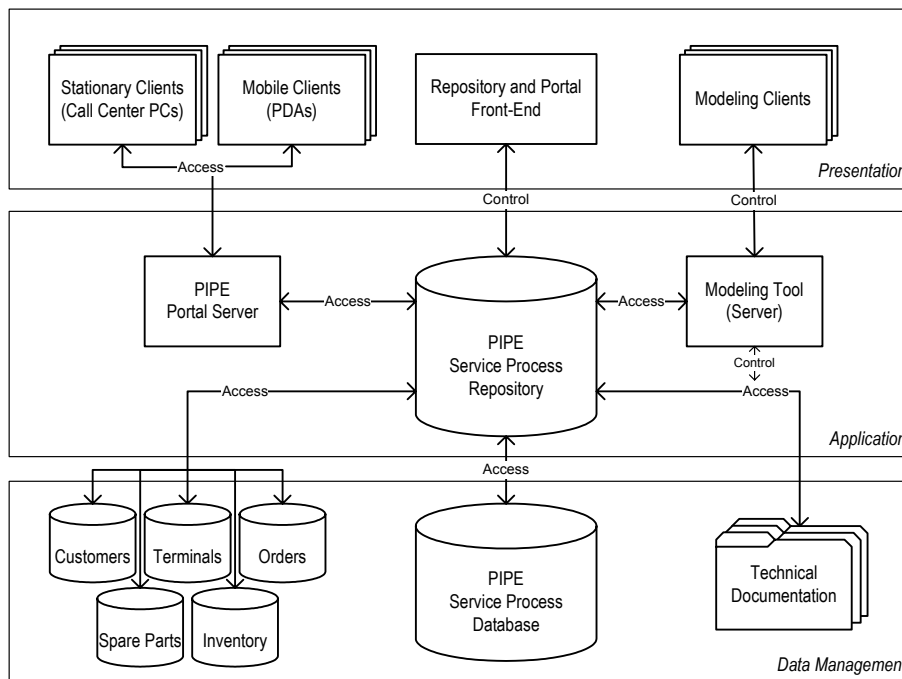 Stationary Clients
(Call Center PCs)
Mobile Clients
(PDAs)
Repository and Portal
Front-End
Modeling Clients
Access
Presentation
Control
Control
PIPE
Portal Server
Access
PIPE
Service Process
Repository
Access
Modeling Tool
(Server)
Control
Access
Access
Application
Access
Customers
Terminals
Orders
Spare Parts
Inventory
PIPE
Service Process
Database
Technical
Documentation
Data Management